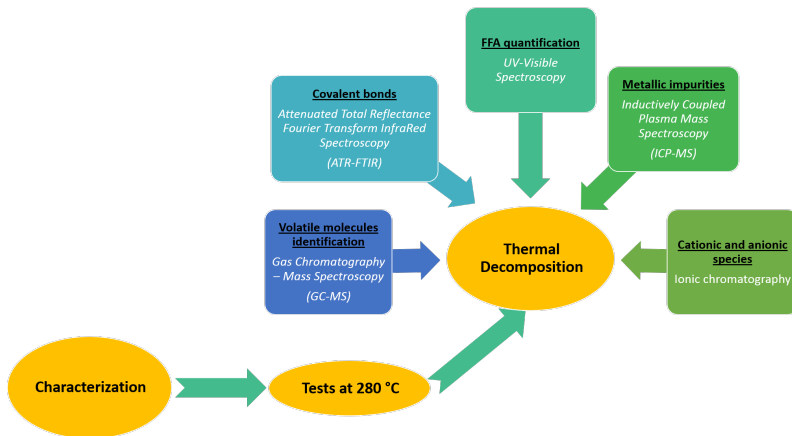 FFA quantification
UV-Visible
Spectroscopy
Metallic impurities
Inductively Coupled
Plasma Mass
Spectroscopy
(ICP-MS)
Covalent bonds
Attenuated Total Reflectance
Fourier Transform InfraRed
Spectroscopy
(ATR-FTIR)
Volatile molecules
identification
Gas Chromatography
– Mass Spectroscopy
(GC-MS)
Thermal
Decomposition
Cationic and anionic
species
Ionic chromatography
Characterization
Tests at 280 °C